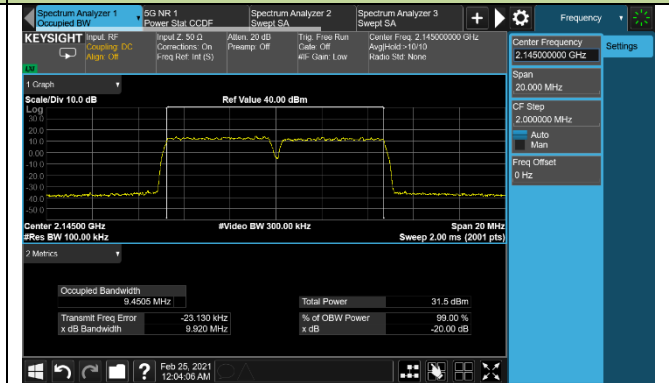 Spectrum Analyzer 1
Occupied BW
5G NR 1
Power Stat CCDF
Spectrum Analyzer 2
Swept SA
Spectrum Analyzer 3
Swept SA
+
Frequency
KEYSIGHT
Input: RF
Coupling: DC
Align: Off
Input Z: 50 Ω
Corrections: On
Freq Ref: Int (S)
Atten: 20 dB
Preamp: Off
Trig: Free Run
Gate: Off
#IF Gain: Low
Center Freq: 2.145000000 GHz
Avg|Hold:>10/10
Radio Std: None
LXI
Center Frequency
2.145000000 GHz
Settings
Span
20.000 MHz
CF Step
2.000000 MHz
Auto
Man
Freq Offset
0 Hz
1 Graph
Scale/Div 10.0 dB
Ref Value 40.00 dBm
Log
30.0
20.0
10.0
0.00
-10.0
-20.0
-30.0
-40.0
-50.0
Center 2.14500 GHz
#Video BW 300.00 kHz
Span 20 MHz
#Res BW 100.00 kHz
Sweep 2.00 ms (2001 pts)
2 Metrics
Occupied Bandwidth
9.4505 MHz
Total Power
31.5 dBm
Transmit Freq Error
-23.130 kHz
% of OBW Power
99.00 %
x dB Bandwidth
9.920 MHz
x dB
-20.00 dB
?
Feb 25, 2021
12:04:06 AM